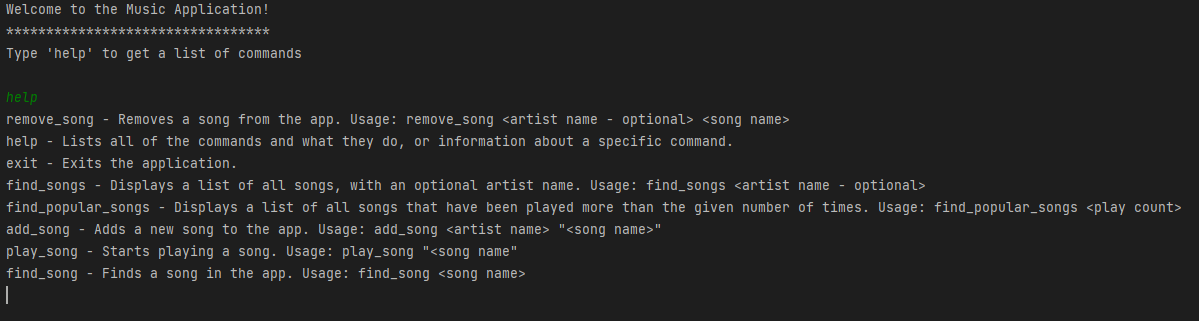 Welcome to the Music Application!
*********************************
Type 'help' to get a list of commands
help
remove_song - Removes a song from the app. Usage: remove_song <artist name - optional> <song name>
help - Lists all of the commands and what they do, or information about a specific command.
exit - Exits the application.
find_songs - Displays a list of all songs, with an optional artist name. Usage: find_songs <artist name - optional>
find_popular_songs - Displays a list of all songs that have been played more than the given number of times. Usage: find_popular_songs <play count>
add_song - Adds a new song to the app. Usage: add_song <artist name> "<song name>"
play_song - Starts playing a song. Usage: play_song "<song name"
find_song - Finds a song in the app. Usage: find_song <song name>